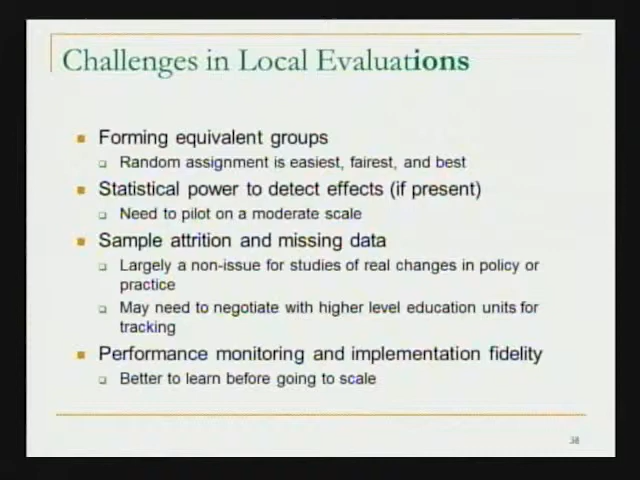 Challenges in Local Evaluations
Forming equivalent groups
Random assignment is easiest, fairest, and best
Statistical power to detect effects (if present)
Need to pilot on a moderate scale
Sample attrition and missing data
Largely a non-issue for studies of real changes in policy or
practice
May need to negotiate with higher level education units for
tracking
Performance monitoring and implementation fidelity
Better to learn before going to scale
38